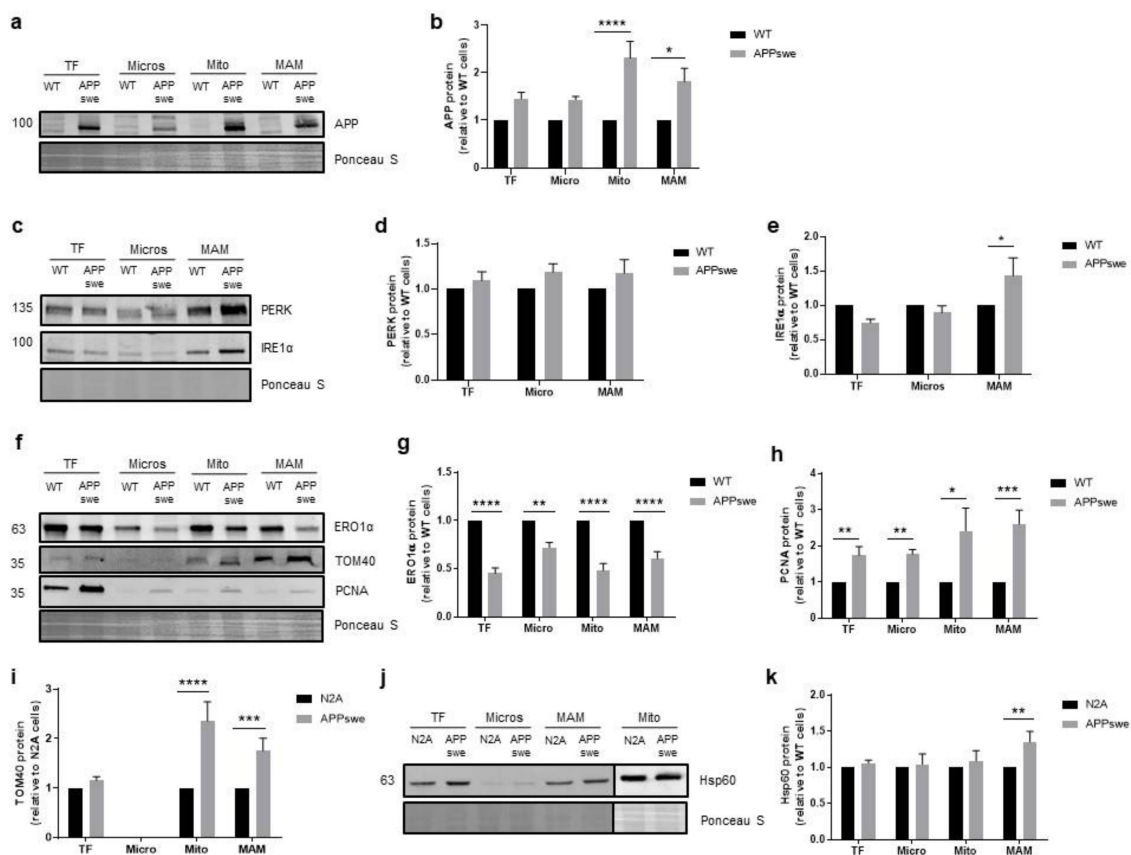 a
TF Micros Mito MAM
WT APP swe WT APP swe WT APP swe WT APP swe
100 APP
Ponceau S
b
APP protein
(relative to WT cells)
3
2
1
0
**** *
TF Micro Mito MAM
WT
APPswe
c
TF Micros MAM
WT APP swe WT APP swe WT APP swe
135 PERK
100 IRE1α
Ponceau S
d
PERK protein
(relative to WT cells)
1.5
1.0
0.5
0.0
TF Micro MAM
WT
APPswe
e
IRE1α protein
(relative to WT cells)
2.0
1.5
1.0
0.5
0.0
*
TF Micros MAM
WT
APPswe
f
TF Micros Mito MAM
WT APP swe WT APP swe WT APP swe WT APP swe
63 ERO1α
35 TOM40
35 PCNA
Ponceau S
g
ERO1α protein
(relative to WT cells)
1.5
1.0
0.5
0.0
**** ** **** ****
TF Micro Mito MAM
WT
APPswe
h
PCNA protein
(relative to WT cells)
4
3
2
1
0
** ** * ***
TF Micro Mito MAM
WT
APPswe
i
TOM40 protein
(relative to N2A cells)
3
2
1
0
**** ***
TF Micro Mito MAM
N2A
APPswe
j
TF Micros MAM Mito
N2A APP swe N2A APP swe N2A APP swe N2A APP swe
63 Hsp60
Ponceau S
k
Hsp60 protein
(relative to WT cells)
2.0
1.5
1.0
0.5
0.0
**
TF Micro Mito MAM
N2A
APPswe